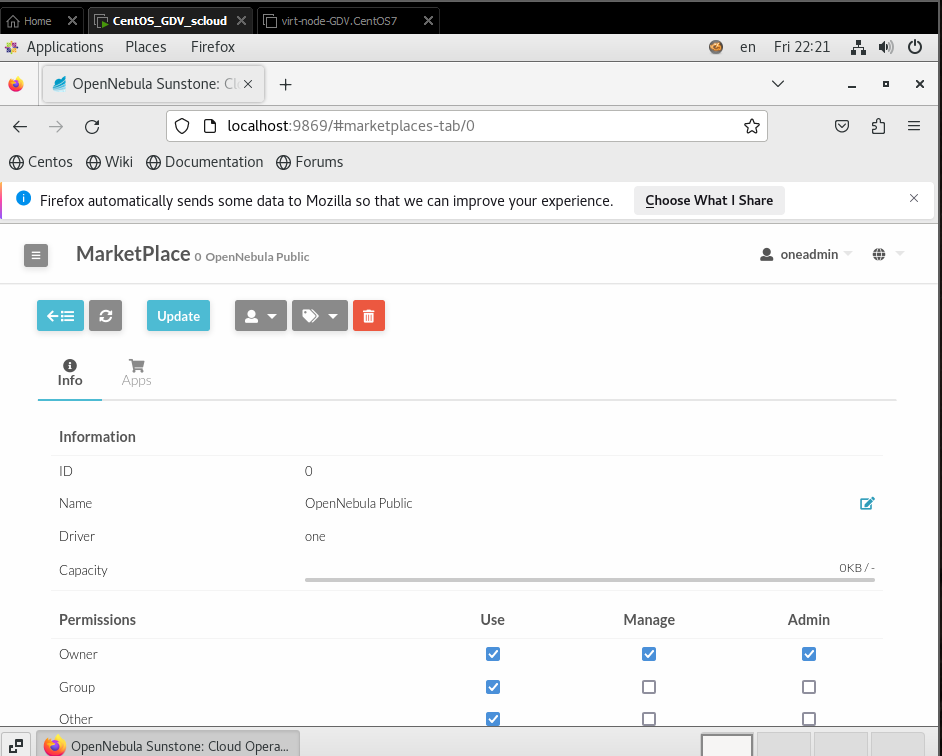 Home CentOS_GDV_scloud virt-node-GDV.CentOS7
Applications Places Firefox en Fri 22:21
OpenNebula Sunstone: Cl
localhost:9869/#marketplaces-tab/0
Centos Wiki Documentation Forums
Firefox automatically sends some data to Mozilla so that we can improve your experience. Choose What I Share
MarketPlace 0 OpenNebula Public oneadmin
Update
Info Apps
Information
ID 0
Name OpenNebula Public
Driver one
Capacity 0KB / -
Permissions Use Manage Admin
Owner
Group
Other
OpenNebula Sunstone: Cloud Opera...